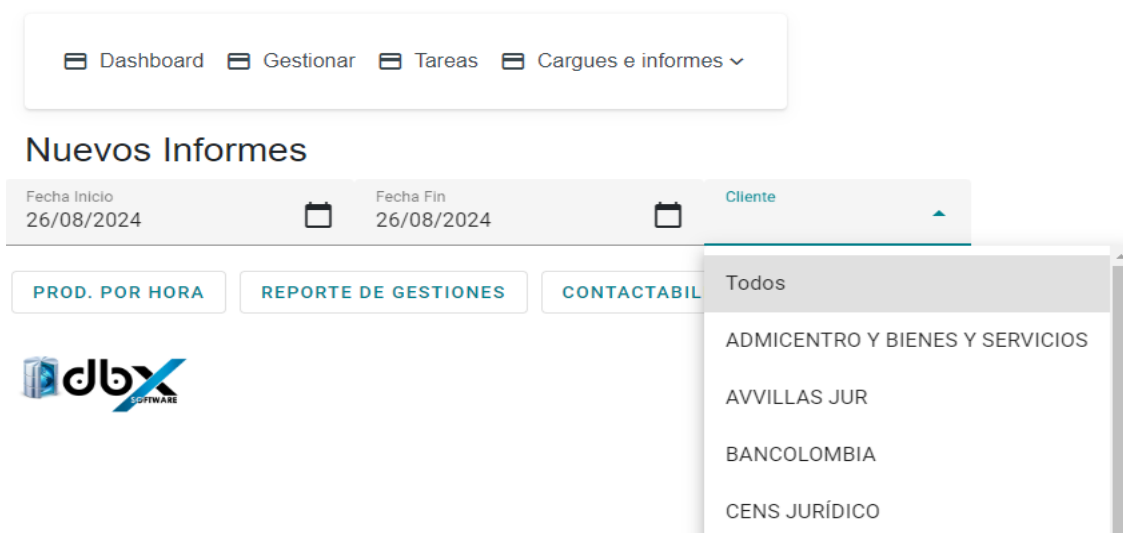 Dashboard Gestionar Tareas Cargues e informes
Nuevos Informes
Fecha Inicio
26/08/2024
Fecha Fin
26/08/2024
Cliente
PROD. POR HORA
REPORTE DE GESTIONES
CONTACTABIL
Todos
ADMICENTRO Y BIENES Y SERVICIOS
AVVILLAS JUR
BANCOLOMBIA
CENS JURÍDICO
dbx
SOFTWARE